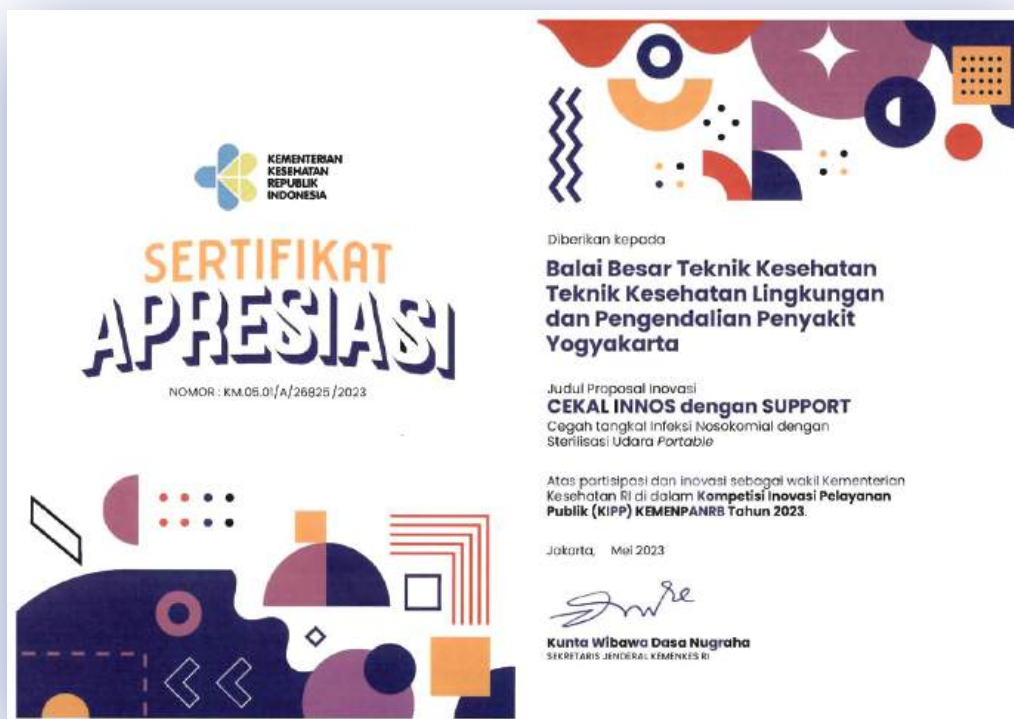 KEMENTERIAN
KESEHATAN
REPUBLIK
INDONESIA
SERTIFIKAT
APRESIASI
NOMOR : KM.05.01/A/26825/2023
Diberikan kepada
Balai Besar Teknik Kesehatan
Teknik Kesehatan Lingkungan
dan Pengendalian Penyakit
Yogyakarta
Judul Proposal Inovasi
CEKAL INNOS dengan SUPPORT
Cegah tangkal Infeksi Nosokomial dengan
Sterilisasi Udara Portable
Atas partisipasi dan inovasi sebagai wakil Kementerian
Kesehatan RI di dalam Kompetisi Inovasi Pelayanan
Publik (KIPP) KEMENPANRB Tahun 2023.
Jakarta, Mei 2023
Kunta Wibawa Dasa Nugraha
SEKRETARIS JENDERAL KEMENKES RI